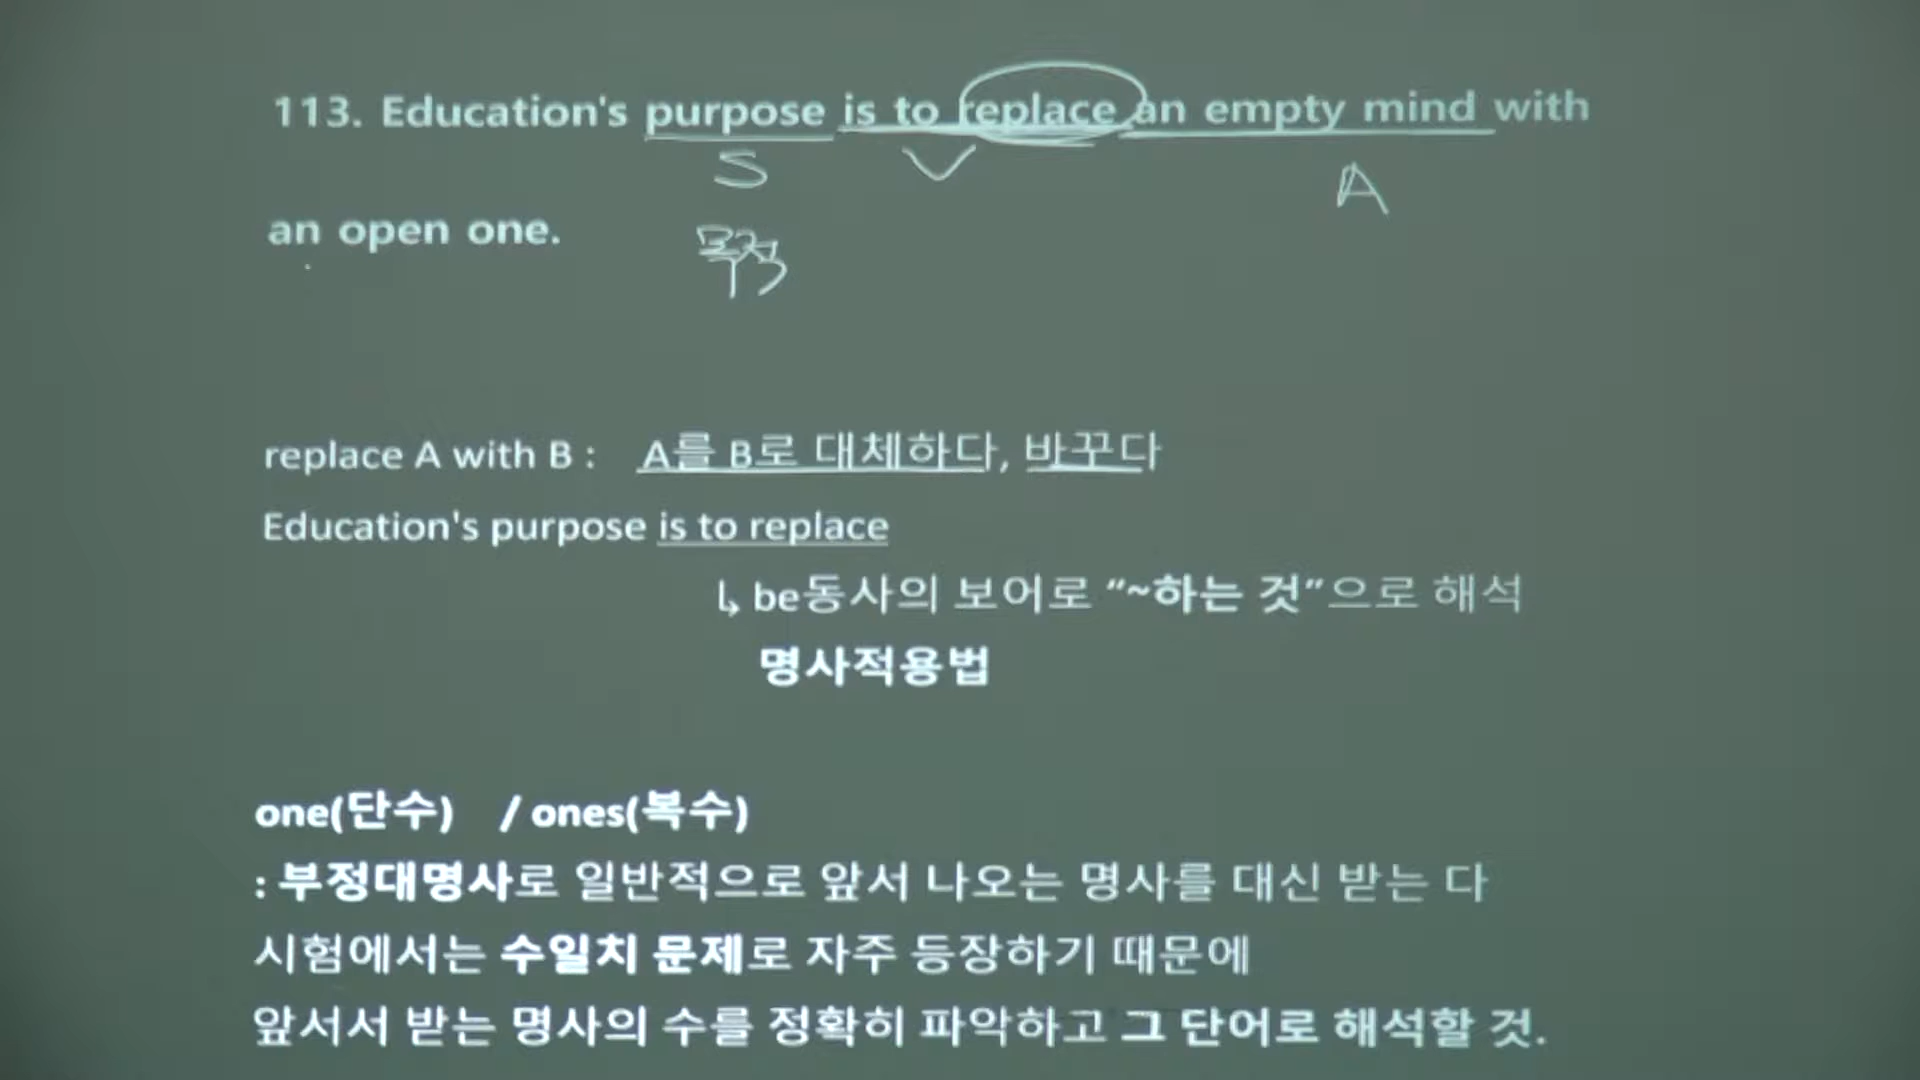 113. Education's purpose is to replace an empty mind with
S V A
an open one.
목적
replace A with B : A를 B로 대체하다, 바꾸다
Education's purpose is to replace
↳ be동사의 보어로 "~하는 것"으로 해석
명사적용법
one(단수) / ones(복수)
: 부정대명사로 일반적으로 앞서 나오는 명사를 대신 받는 다
시험에서는 수일치 문제로 자주 등장하기 때문에
앞서서 받는 명사의 수를 정확히 파악하고 그 단어로 해석할 것.